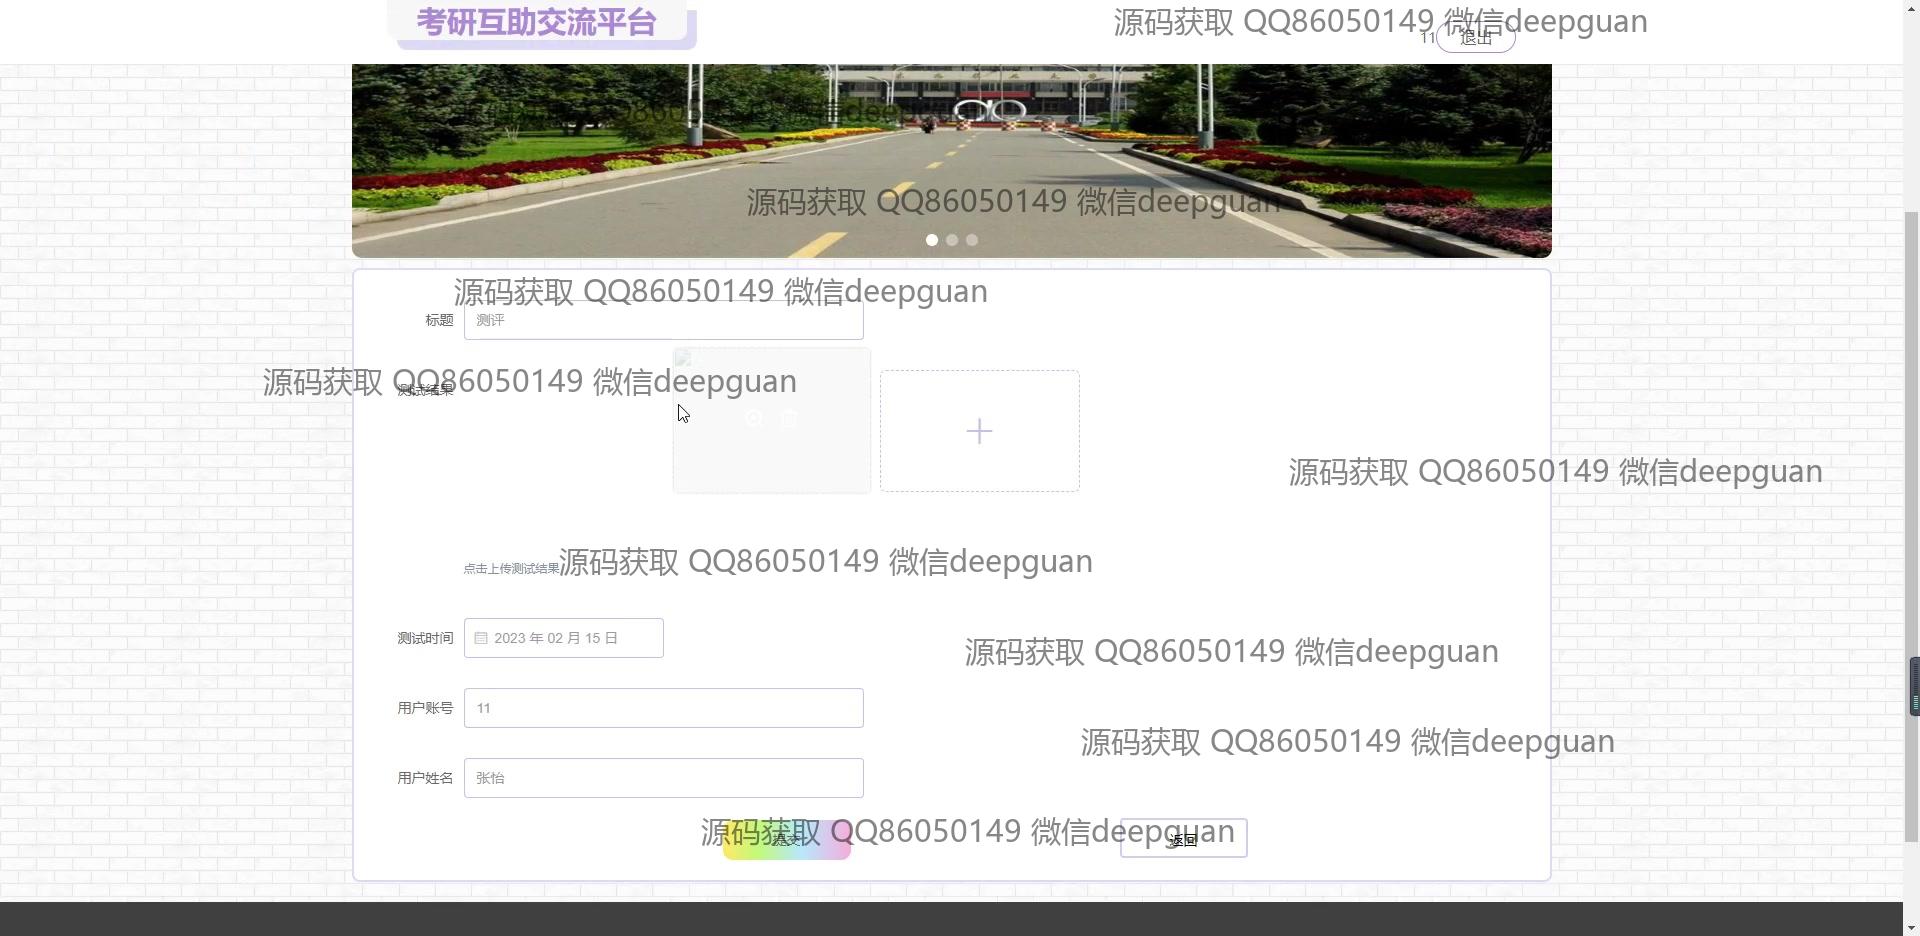 考研互助交流平台
源码获取 QQ86050149 微信deepguan
11
退出
源码获取 QQ86050149 微信deepguan
源码获取 QQ86050149 微信deepguan
标题
测评
源码获取 QQ86050149 微信deepguan
测试结果
源码获取 QQ86050149 微信deepguan
点击上传测试结果
源码获取 QQ86050149 微信deepguan
测试时间
2023 年 02 月 15 日
源码获取 QQ86050149 微信deepguan
用户账号
11
源码获取 QQ86050149 微信deepguan
用户姓名
张怡
源码获取 QQ86050149 微信deepguan
提交
返回